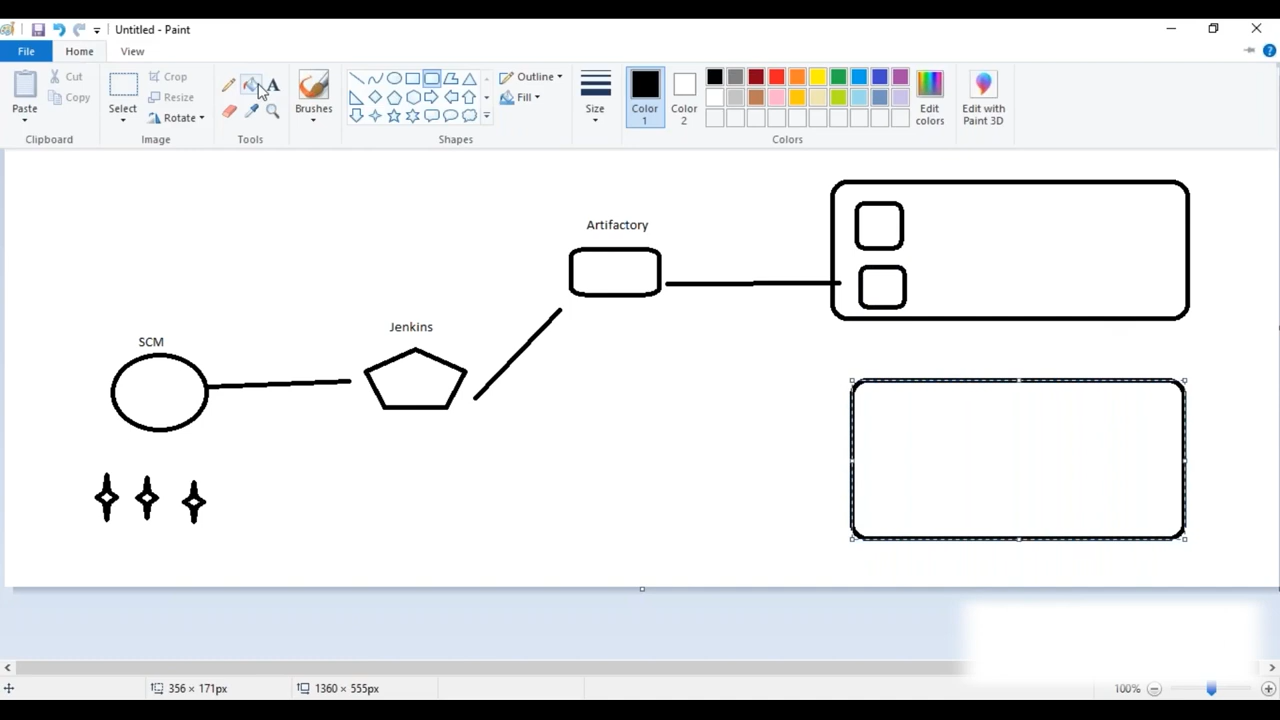 Untitled - Paint
File
Home
View
Paste
Cut
Copy
Clipboard
Select
Crop
Resize
Rotate
Image
A
Tools
Brushes
Outline
Fill
Shapes
Size
Color
1
Color
2
Edit
colors
Colors
Edit with
Paint 3D
Artifactory
Jenkins
SCM
356 × 171px
1360 × 555px
100%